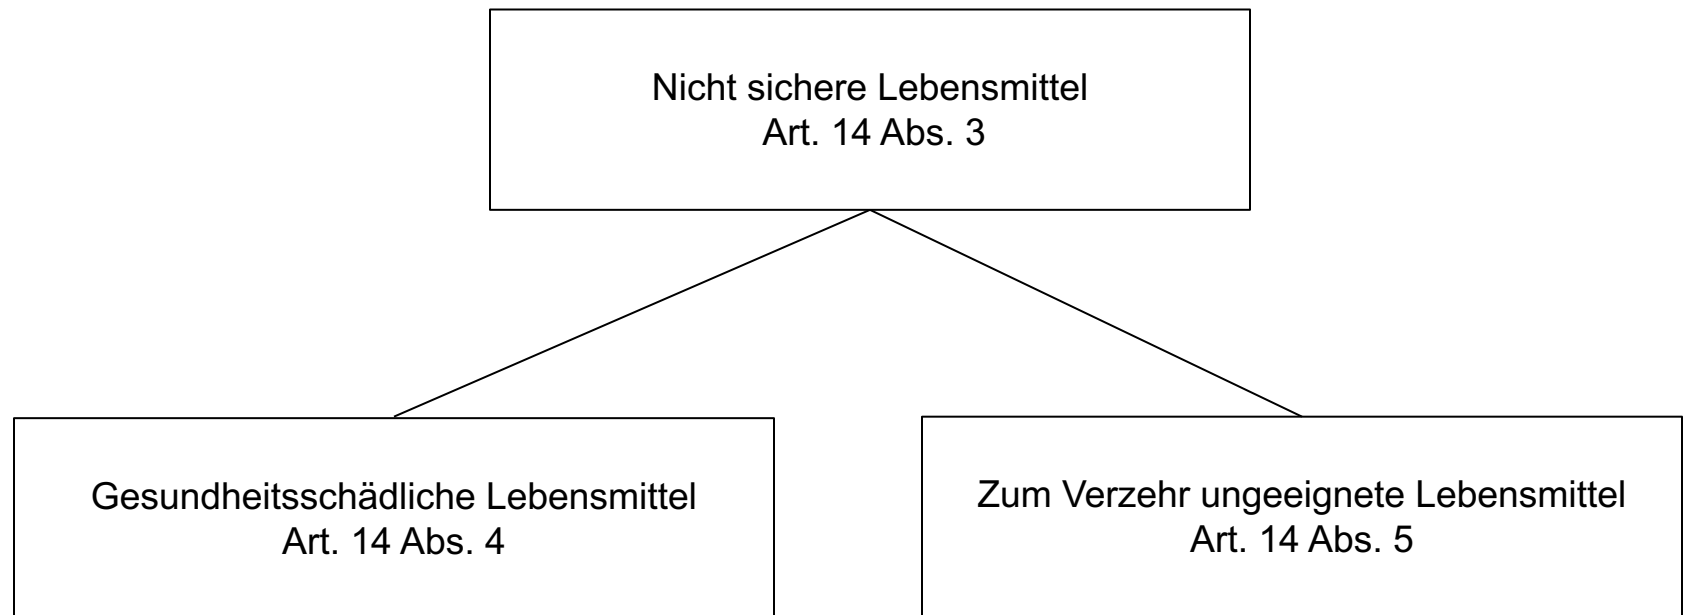 Nicht sichere Lebensmittel
Art. 14 Abs. 3
Gesundheitsschädliche Lebensmittel
Art. 14 Abs. 4
Zum Verzehr ungeeignete Lebensmittel
Art. 14 Abs. 5